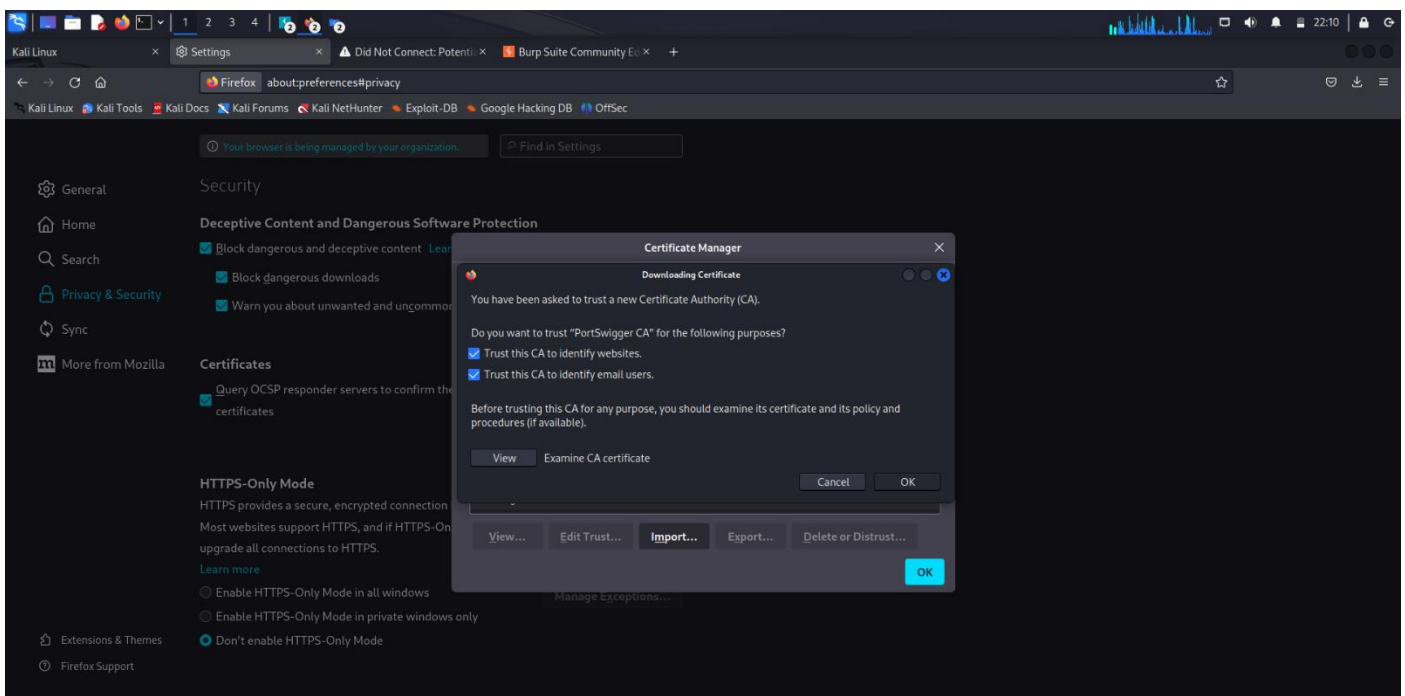 1 2 3 4 2 2 2 22:10
Kali Linux × Settings × Did Not Connect: Potenti × Burp Suite Community Ed × +
Firefox about:preferences#privacy
Kali Linux Kali Tools Kali Docs Kali Forums Kali NetHunter Exploit-DB Google Hacking DB OffSec
Your browser is being managed by your organization. Find in Settings
General
Home
Search
Privacy & Security
Sync
More from Mozilla
Extensions & Themes
Firefox Support
Security
Deceptive Content and Dangerous Software Protection
Block dangerous and deceptive content Lear
Block dangerous downloads
Warn you about unwanted and uncommon
Certificates
Query OCSP responder servers to confirm the
certificates
HTTPS-Only Mode
HTTPS provides a secure, encrypted connection
Most websites support HTTPS, and if HTTPS-On
upgrade all connections to HTTPS.
Learn more
Enable HTTPS-Only Mode in all windows
Manage Exceptions...
Enable HTTPS-Only Mode in private windows only
Don't enable HTTPS-Only Mode
Certificate Manager
Downloading Certificate
You have been asked to trust a new Certificate Authority (CA).
Do you want to trust "PortSwigger CA" for the following purposes?
Trust this CA to identify websites.
Trust this CA to identify email users.
Before trusting this CA for any purpose, you should examine its certificate and its policy and
procedures (if available).
View Examine CA certificate
Cancel OK
View... Edit Trust... Import... Export... Delete or Distrust...
OK